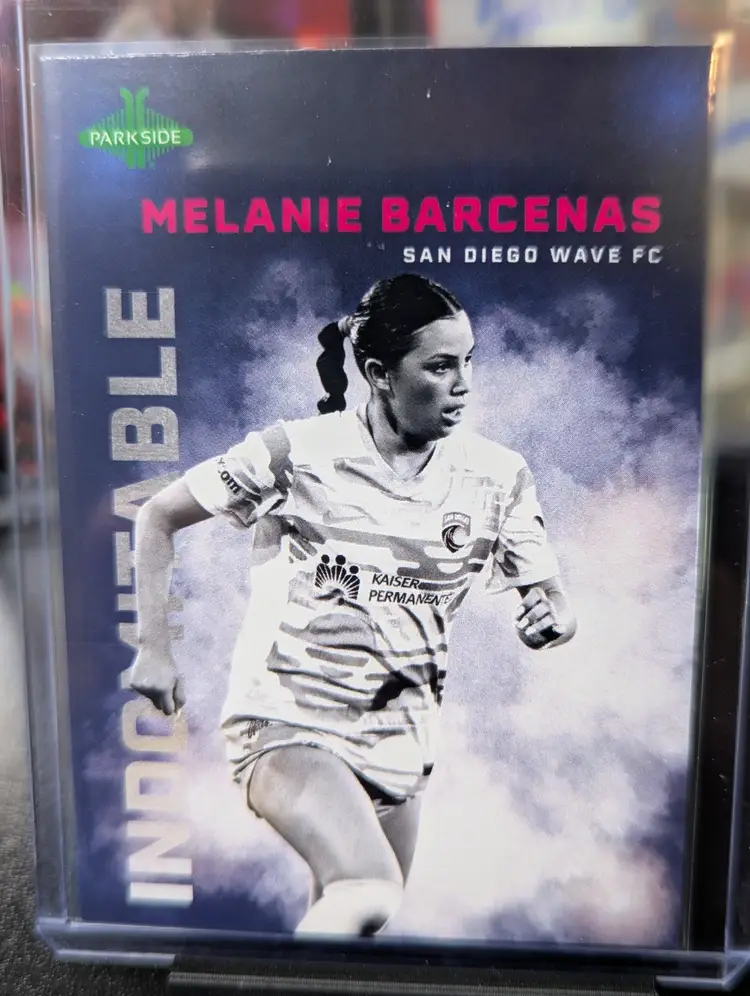 PARKSIDE
MELANIE BARCENAS
SAN DIEGO WAVE FC
INDOMITABLE
KAISER
PERMANENTE